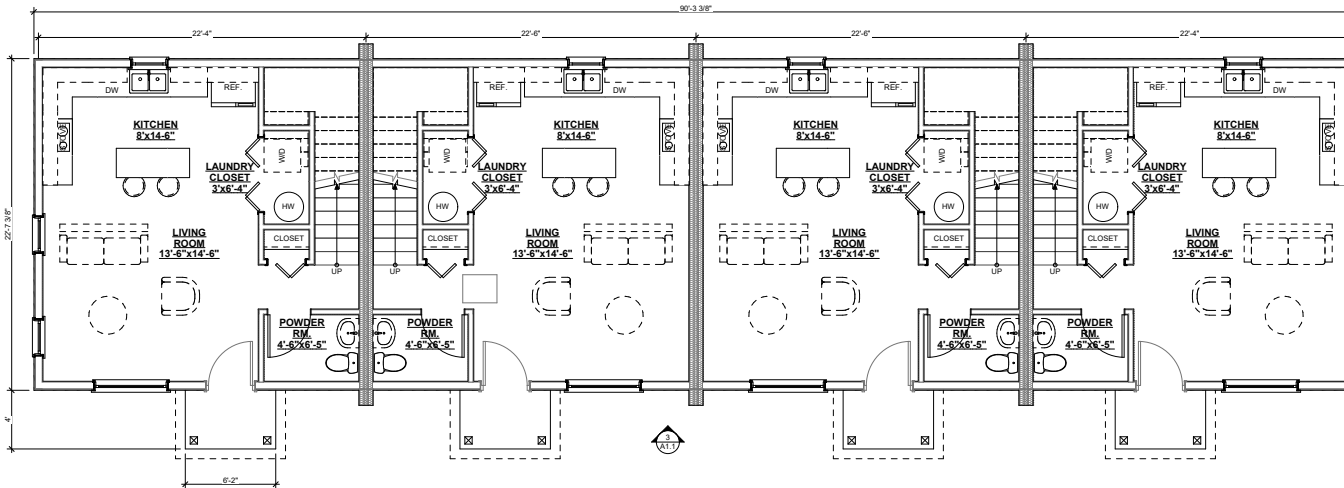 90'-3 3/8"
22'-4"
22'-6"
22'-6"
22'-4"
DW
REF.
REF.
DW
DW
REF.
REF.
DW
KITCHEN
8'x14'-6"
KITCHEN
8'x14'-6"
KITCHEN
8'x14'-6"
KITCHEN
8'x14'-6"
W/D
W/D
W/D
W/D
LAUNDRY
CLOSET
3'x6'-4"
LAUNDRY
CLOSET
3'x6'-4"
LAUNDRY
CLOSET
3'x6'-4"
LAUNDRY
CLOSET
3'x6'-4"
HW
HW
HW
HW
22'-7 3/8"
LIVING
ROOM
13'-6"x14'-6"
CLOSET
CLOSET
LIVING
ROOM
13'-6"x14'-6"
LIVING
ROOM
13'-6"x14'-6"
CLOSET
CLOSET
LIVING
ROOM
13'-6"x14'-6"
UP
UP
UP
UP
POWDER
RM.
4'-6"x6'-5"
POWDER
RM.
4'-6"x6'-5"
POWDER
RM.
4'-6"x6'-5"
POWDER
RM.
4'-6"x6'-5"
4'
3
A1.1
6'-2"